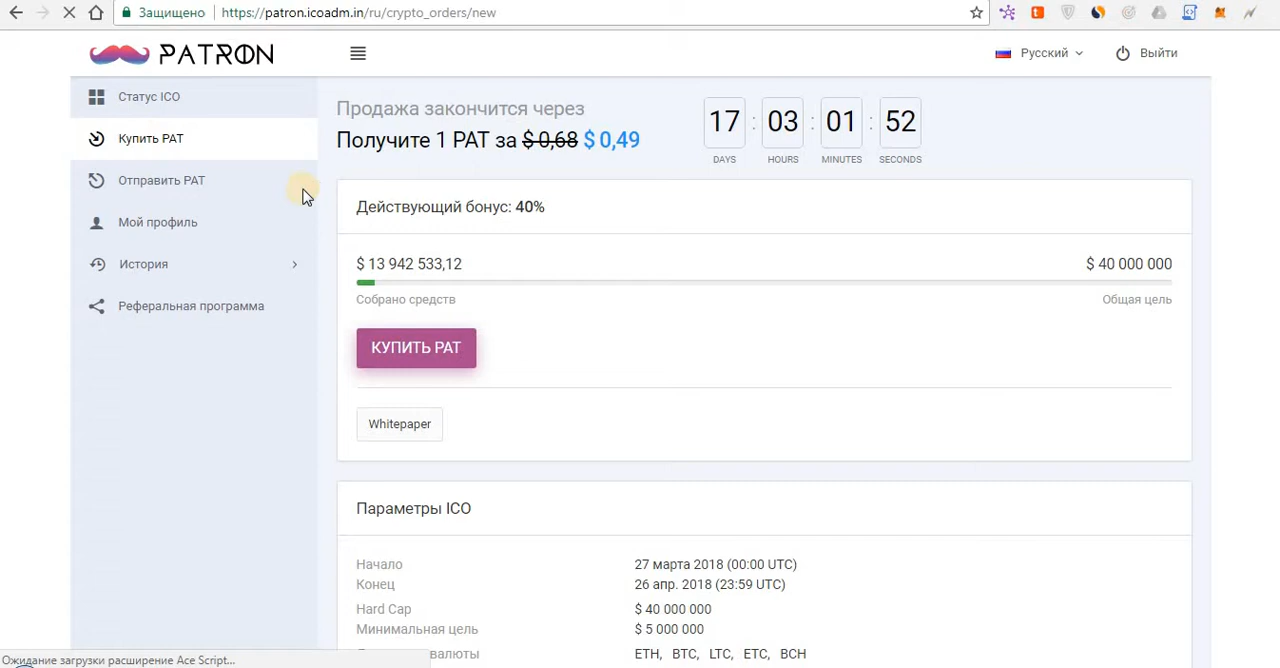 Защищено https://patron.icoadm.in/ru/crypto_orders/new
PATRON
Русский
Выйти
Статус ICO
Купить PAT
Отправить PAT
Мой профиль
История
Реферальная программа
Продажа закончится через
Получите 1 PAT за $ 0,68 $ 0,49
17 : 03 : 01 : 52
DAYS HOURS MINUTES SECONDS
Действующий бонус: 40%
$ 13 942 533,12 $ 40 000 000
Собрано средств Общая цель
КУПИТЬ PAT
Whitepaper
Параметры ICO
Начало 27 марта 2018 (00:00 UTC)
Конец 26 апр. 2018 (23:59 UTC)
Hard Cap $ 40 000 000
Минимальная цель $ 5 000 000
валюты ETH, BTC, LTC, ETC, BCH
Ожидание загрузки расширение Ace Script...